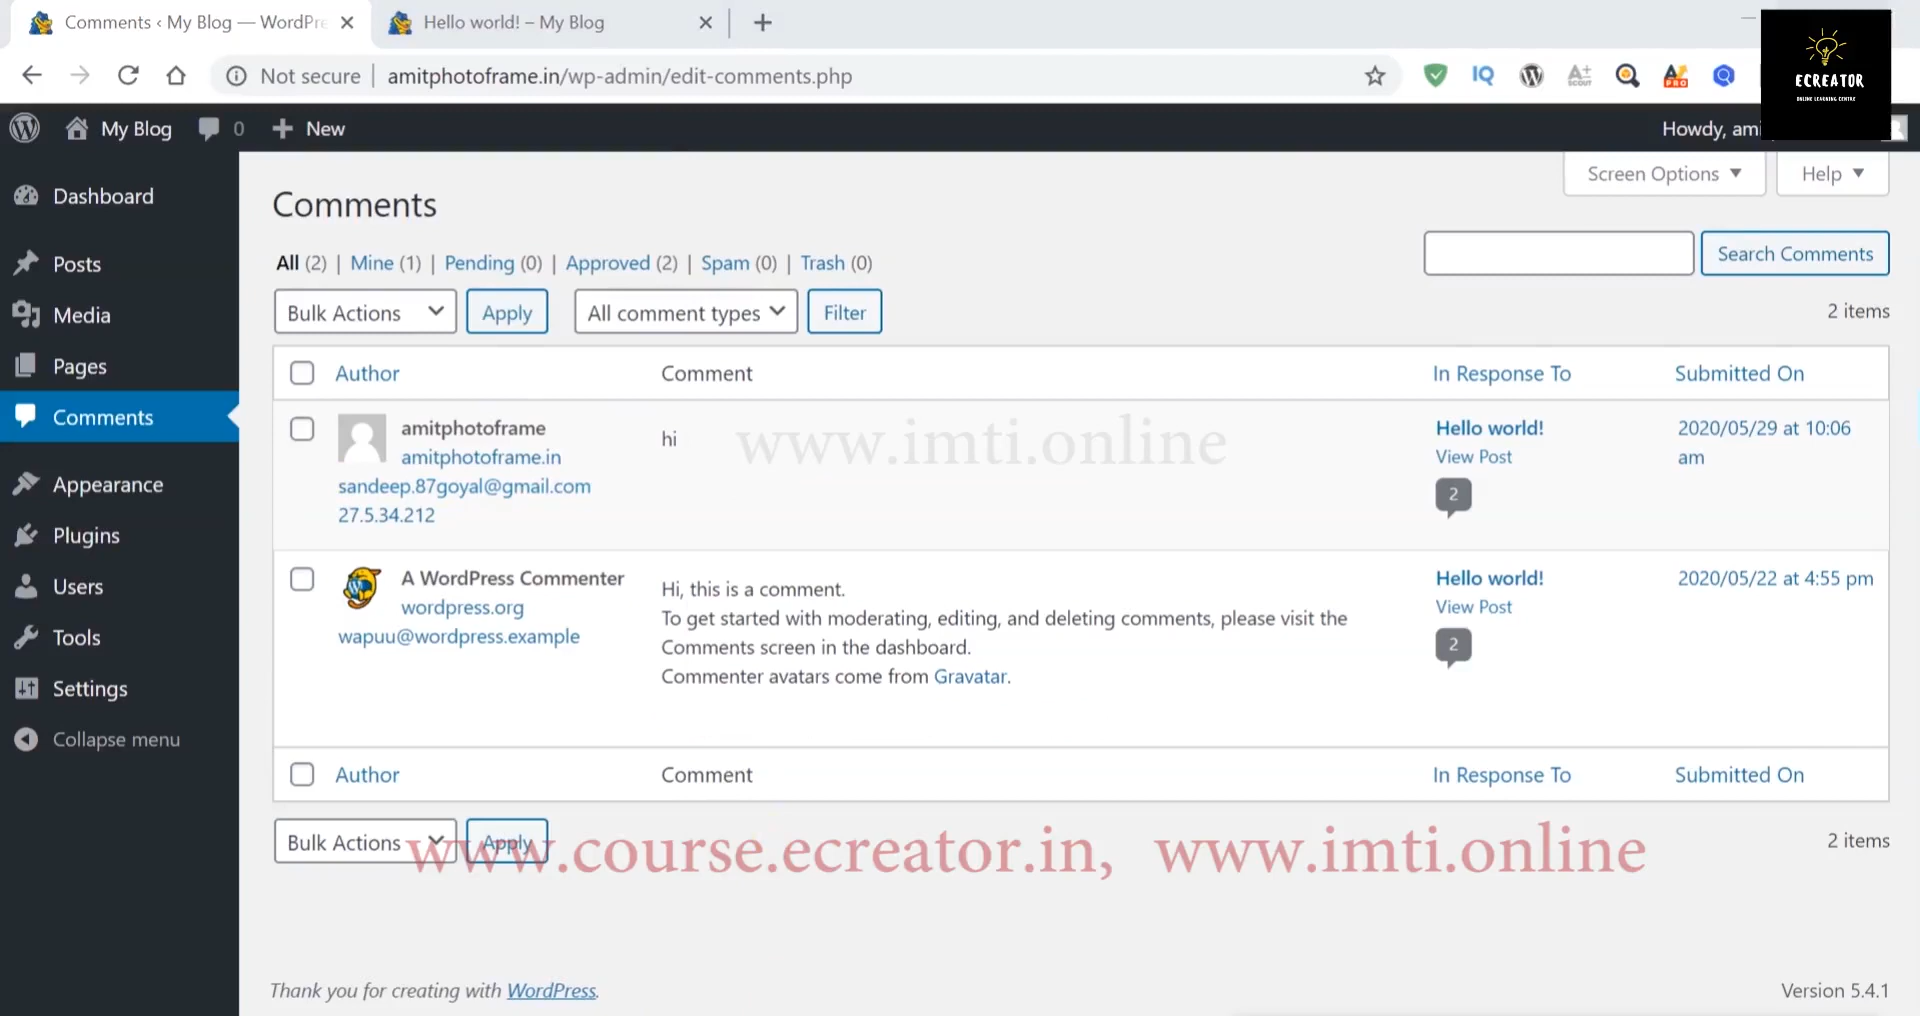 Comments ‹ My Blog — WordPre
Hello world! – My Blog
Not secure
amitphotoframe.in/wp-admin/edit-comments.php
IQ
A+
SCOUT
PRO
ECREATOR
ONLINE LEARNING CENTRE
My Blog
0
New
Howdy, ami
Dashboard
Posts
Media
Pages
Comments
Appearance
Plugins
Users
Tools
Settings
Collapse menu
Screen Options
Help
Comments
All (2) | Mine (1) | Pending (0) | Approved (2) | Spam (0) | Trash (0)
Search Comments
Bulk Actions
Apply
All comment types
Filter
2 items
Author
Comment
In Response To
Submitted On
amitphotoframe
amitphotoframe.in
sandeep.87goyal@gmail.com
27.5.34.212
hi
www.imti.online
Hello world!
View Post
2
2020/05/29 at 10:06
am
A WordPress Commenter
wordpress.org
wapuu@wordpress.example
Hi, this is a comment.
To get started with moderating, editing, and deleting comments, please visit the
Comments screen in the dashboard.
Commenter avatars come from Gravatar.
Hello world!
View Post
2
2020/05/22 at 4:55 pm
Author
Comment
In Response To
Submitted On
Bulk Actions
Apply
2 items
www.course.ecreator.in, www.imti.online
Thank you for creating with WordPress.
Version 5.4.1